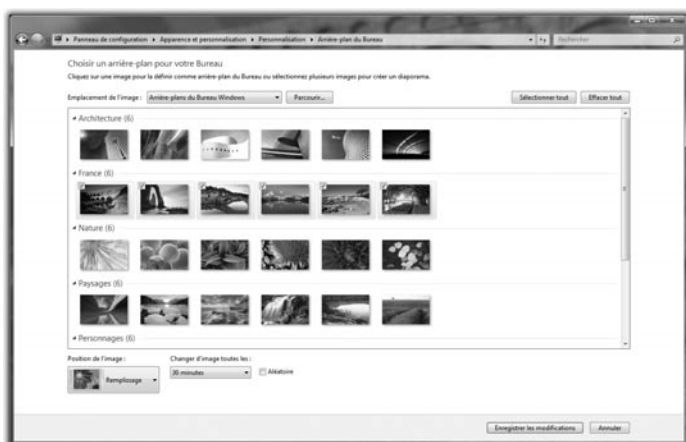 Panneau de configuration ▸ Apparence et personnalisation ▸ Personnalisation ▸ Arrière-plan du Bureau
Rechercher
Choisir un arrière-plan pour votre Bureau
Cliquez sur une image pour la définir comme arrière-plan du Bureau ou sélectionnez plusieurs images pour créer un diaporama.
Emplacement de l'image : Arrière-plans du Bureau Windows Parcourir... Sélectionner tout Effacer tout
Architecture (6)
France (6)
Nature (6)
Paysages (6)
Personnages (6)
Position de l'image : Changer d'image toutes les :
Remplissage 30 minutes Aléatoire
Enregistrer les modifications Annuler